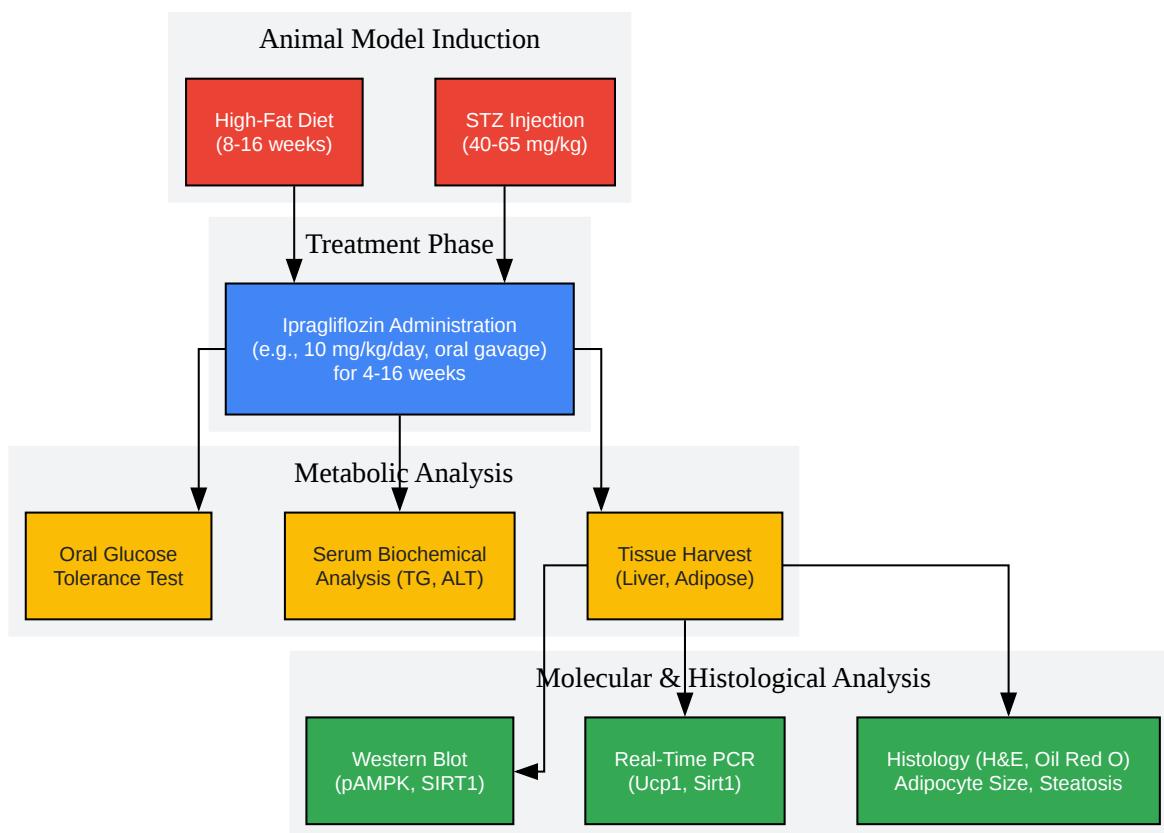 Animal Model Induction
High-Fat Diet
(8-16 weeks)
STZ Injection
(40-65 mg/kg)
Treatment Phase
Ipragliflozin Administration
(e.g., 10 mg/kg/day, oral gavage)
for 4-16 weeks
Metabolic Analysis
Oral Glucose
Tolerance Test
Serum Biochemical
Analysis (TG, ALT)
Tissue Harvest
(Liver, Adipose)
Molecular & Histological Analysis
Western Blot
(pAMPK, SIRT1)
Real-Time PCR
(Ucp1, Sirt1)
Histology (H&E, Oil Red O)
Adipocyte Size, Steatosis